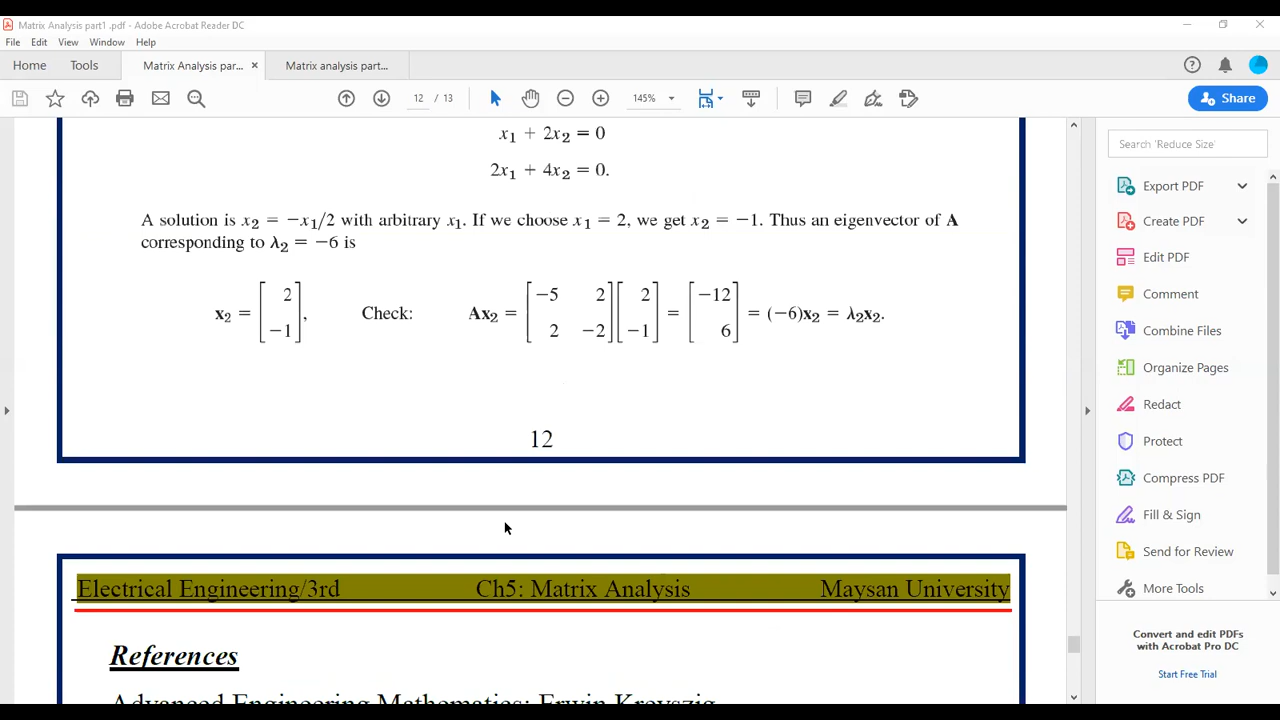 Matrix Analysis part1 .pdf - Adobe Acrobat Reader DC
File Edit View Window Help
Home Tools Matrix Analysis par... × Matrix analysis part...
12 / 13 145% Share
x₁ + 2x₂ = 0
2x₁ + 4x₂ = 0.
A solution is x₂ = −x₁/2 with arbitrary x₁. If we choose x₁ = 2, we get x₂ = −1. Thus an eigenvector of A
corresponding to λ₂ = −6 is
x₂ = [2 −1], Check: Ax₂ = [−5 2 2 −2] [2 −1] = [−12 6] = (−6)x₂ = λ₂x₂.
12
Electrical Engineering/3rd Ch5: Matrix Analysis Maysan University
References
Advanced Engineering Mathematics: Erwin Kreyszig
Search 'Reduce Size'
Export PDF
Create PDF
Edit PDF
Comment
Combine Files
Organize Pages
Redact
Protect
Compress PDF
Fill & Sign
Send for Review
More Tools
Convert and edit PDFs
with Acrobat Pro DC
Start Free Trial